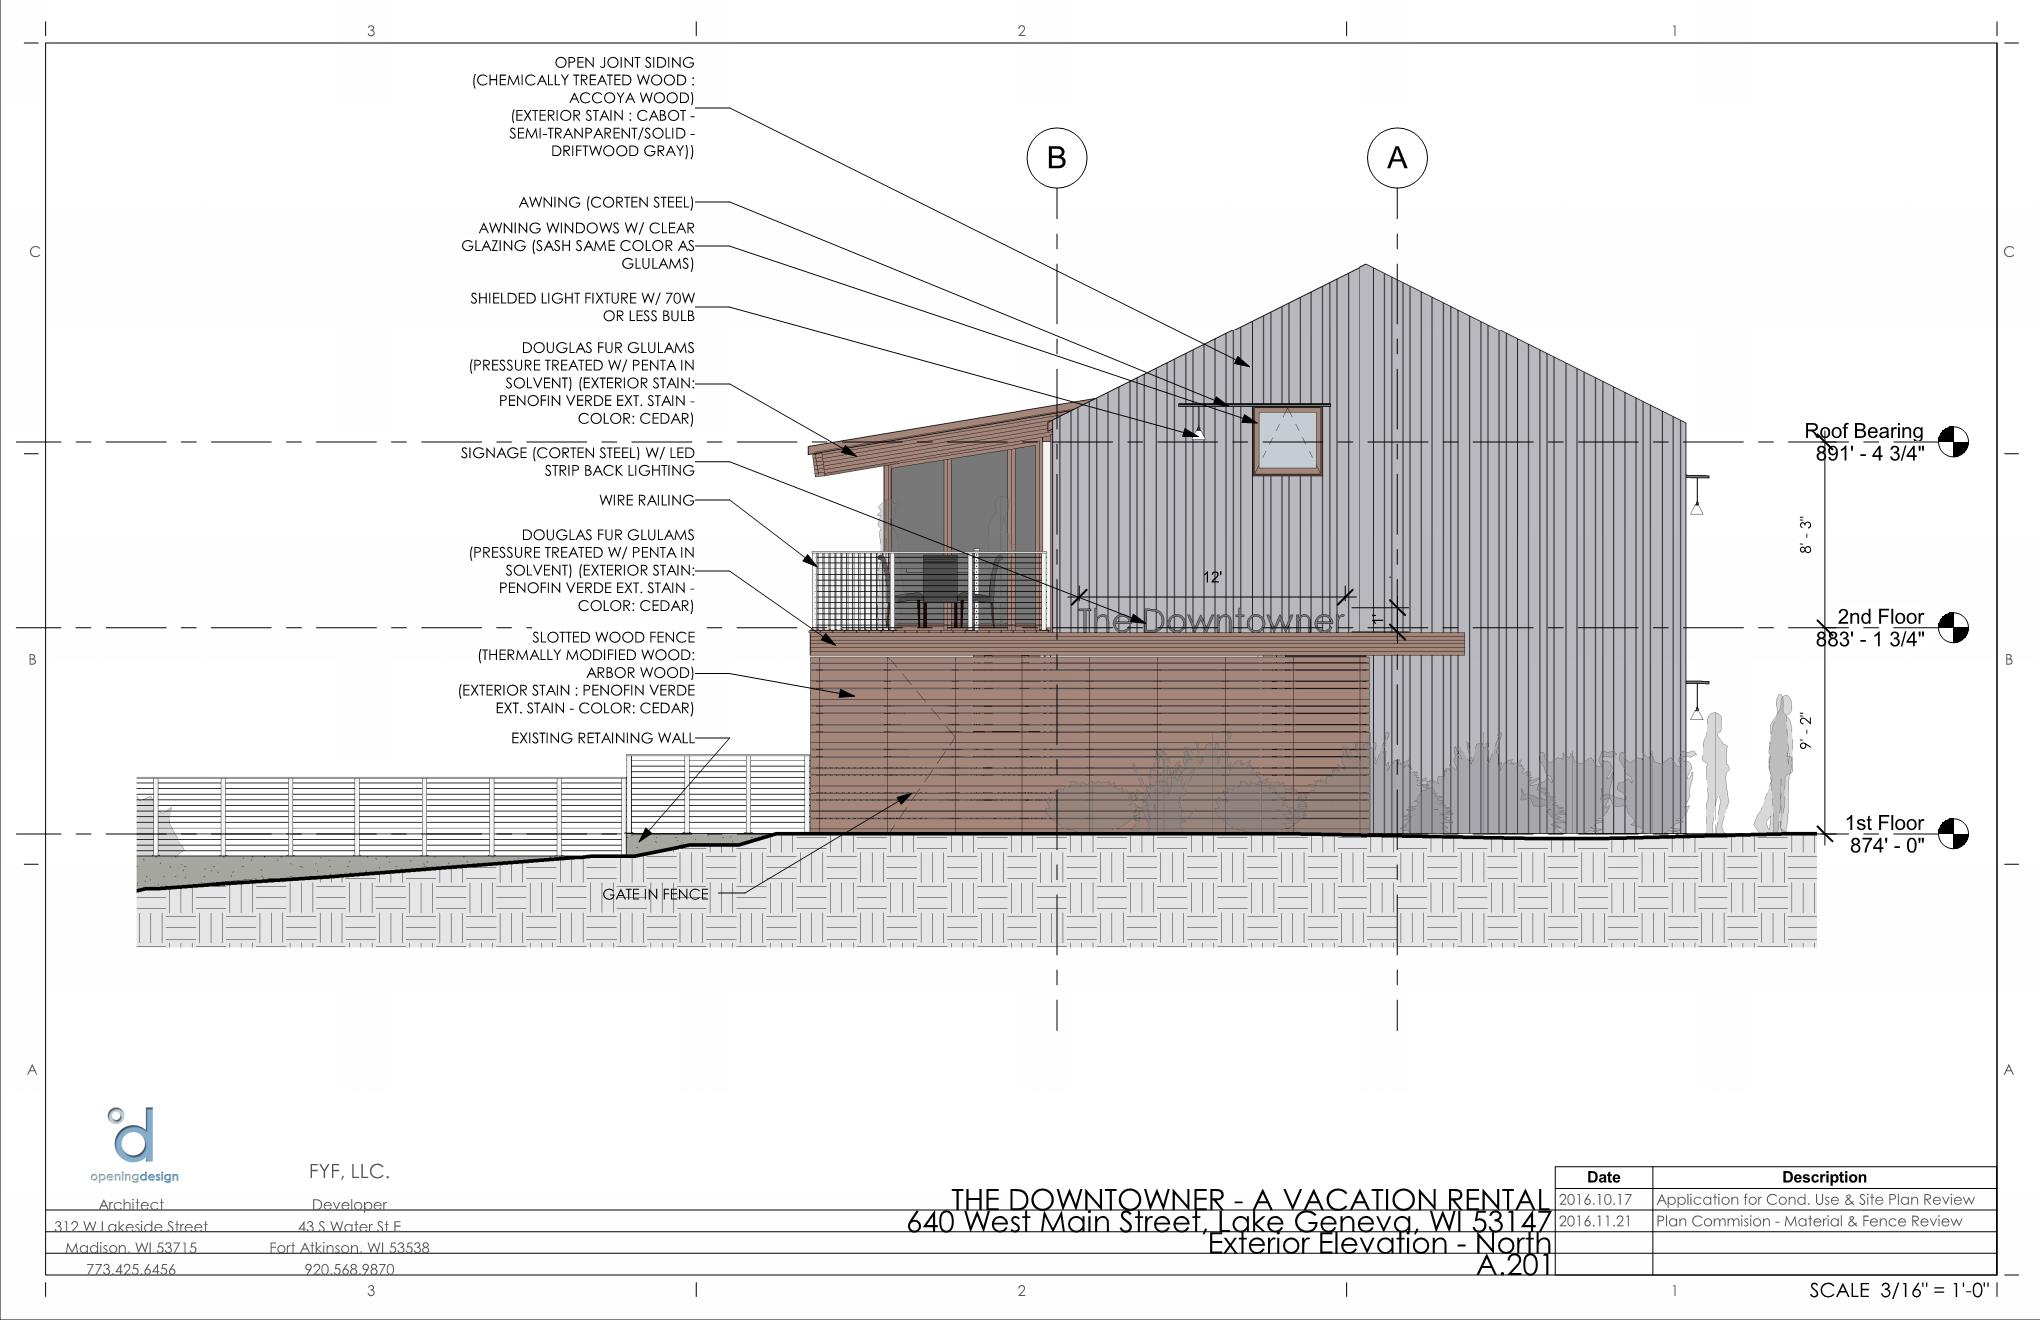 3 2 1
OPEN JOINT SIDING
(CHEMICALLY TREATED WOOD :
ACCOYA WOOD)
(EXTERIOR STAIN : CABOT -
SEMI-TRANPARENT/SOLID -
DRIFTWOOD GRAY))
B A
AWNING (CORTEN STEEL)
AWNING WINDOWS W/ CLEAR
GLAZING (SASH SAME COLOR AS
GLULAMS)
C C
SHIELDED LIGHT FIXTURE W/ 70W
OR LESS BULB
DOUGLAS FUR GLULAMS
(PRESSURE TREATED W/ PENTA IN
SOLVENT) (EXTERIOR STAIN:
PENOFIN VERDE EXT. STAIN -
COLOR: CEDAR)
Roof Bearing
891' - 4 3/4"
SIGNAGE (CORTEN STEEL) W/ LED
STRIP BACK LIGHTING
WIRE RAILING
8' - 3"
DOUGLAS FUR GLULAMS
(PRESSURE TREATED W/ PENTA IN
SOLVENT) (EXTERIOR STAIN:
PENOFIN VERDE EXT. STAIN -
COLOR: CEDAR)
12'
The Downtowner
1'
2nd Floor
883' - 1 3/4"
SLOTTED WOOD FENCE
(THERMALLY MODIFIED WOOD:
ARBOR WOOD)
(EXTERIOR STAIN : PENOFIN VERDE
EXT. STAIN - COLOR: CEDAR)
B B
9' - 2"
EXISTING RETAINING WALL
1st Floor
874' - 0"
GATE IN FENCE
A A
openingdesign
Architect
312 W Lakeside Street
Madison, WI 53715
773.425.6456
FYF, LLC.
Developer
43 S Water St E
Fort Atkinson, WI 53538
920.568.9870
THE DOWNTOWNER - A VACATION RENTAL
640 West Main Street, Lake Geneva, WI 53147
Exterior Elevation - North
A.201
Date Description
2016.10.17 Application for Cond. Use & Site Plan Review
2016.11.21 Plan Commision - Material & Fence Review
3 2 1
SCALE 3/16" = 1'-0"